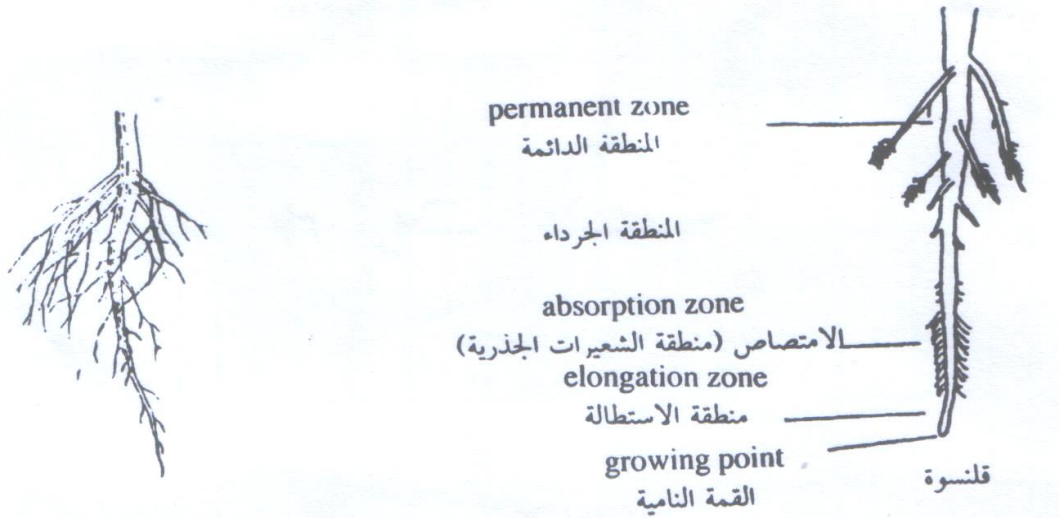 permanent zone
المنطقة الدائمة
المنطقة الجرداء
absorption zone
الامتصاص (منطقة الشعيرات الجذرية)
elongation zone
منطقة الاستطالة
growing point
القمة النامية
قلنسوة